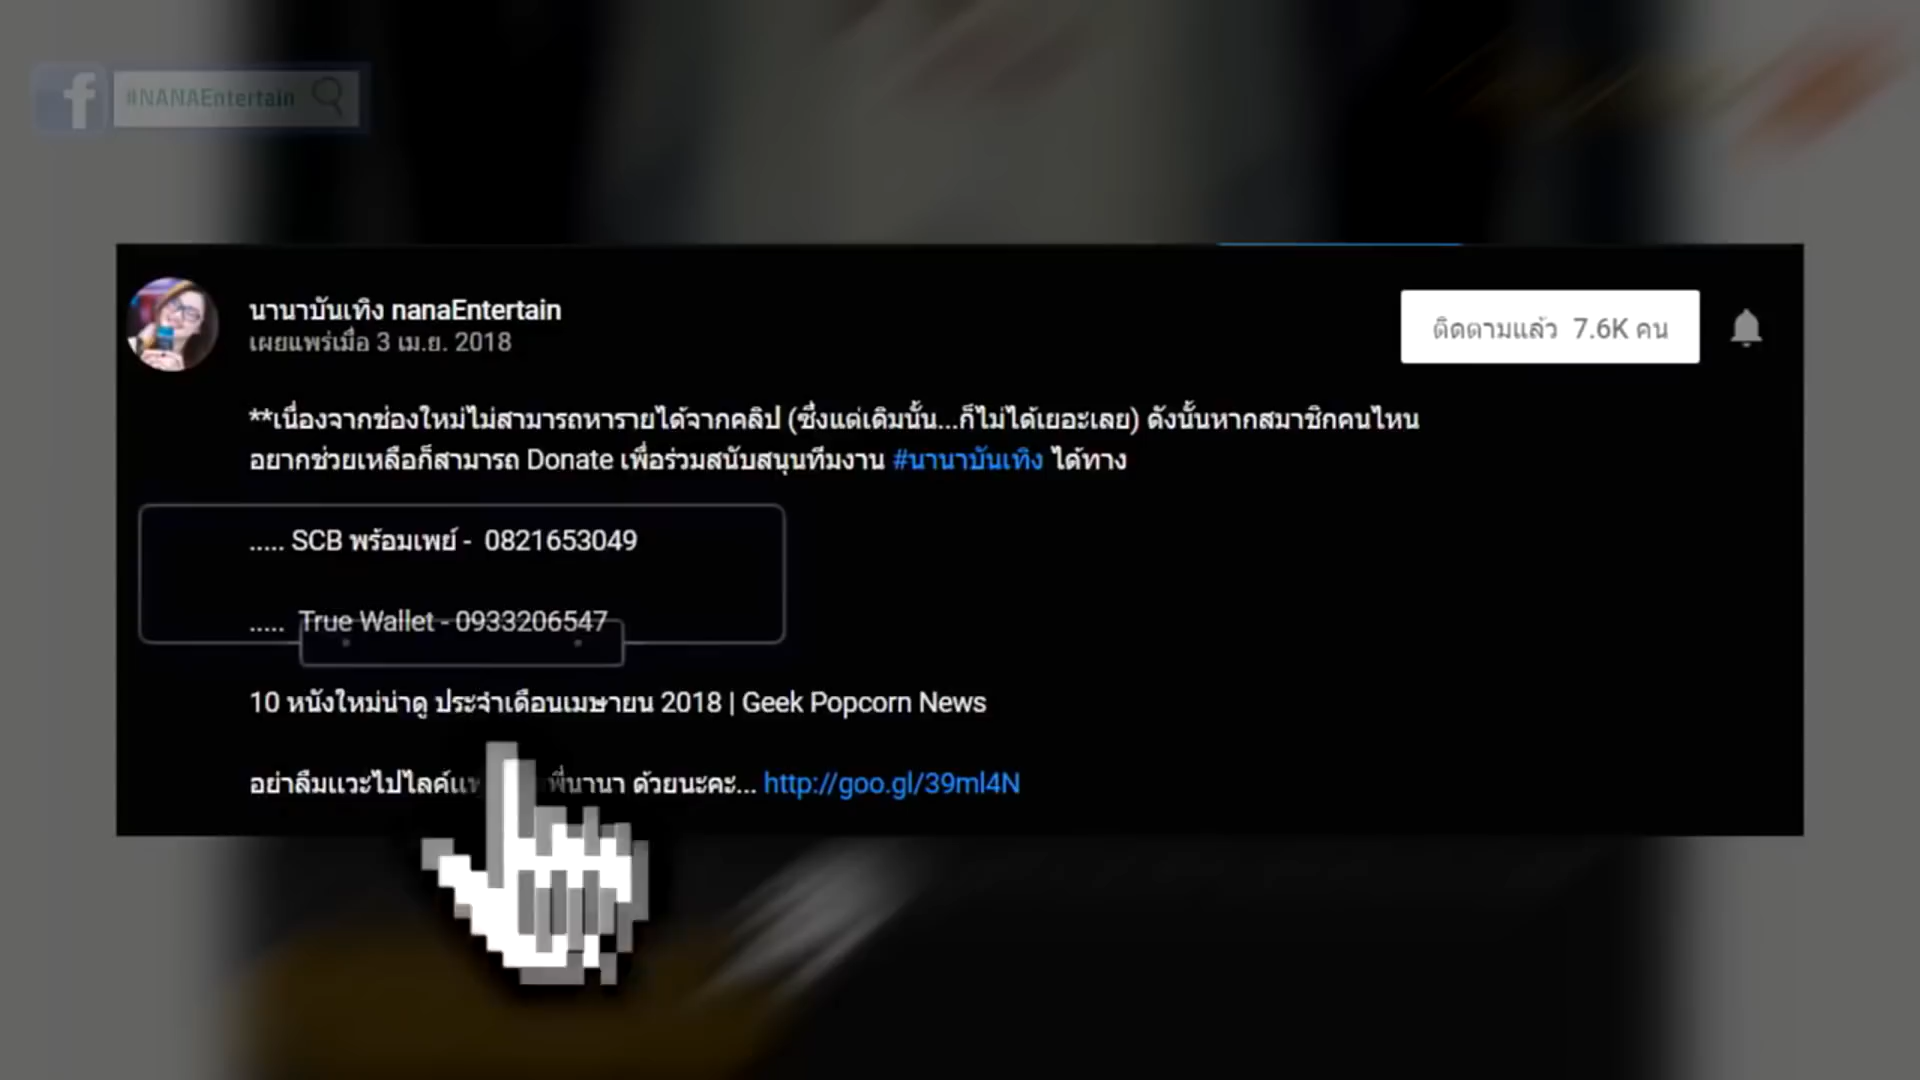 #NANAEntertain
นานาบันเทิง nanaEntertain
เผยแพร่เมื่อ 3 เม.ย. 2018
ติดตามแล้ว 7.6K คน
**เนื่องจากช่องใหม่ไม่สามารถหารายได้จากคลิป (ซึ่งแต่เดิมนั้น...ก็ไม่ได้เยอะเลย) ดังนั้นหากสมาชิกคนไหน
อยากช่วยเหลือก็สามารถ Donate เพื่อร่วมสนับสนุนทีมงาน #นานาบันเทิง ได้ทาง
..... SCB พร้อมเพย์ - 0821653049
..... True Wallet - 0933206547
10 หนังใหม่น่าดู ประจำเดือนเมษายน 2018 | Geek Popcorn News
อย่าลืมแวะไปไลค์ พี่นานา ด้วยนะคะ... http://goo.gl/39ml4N